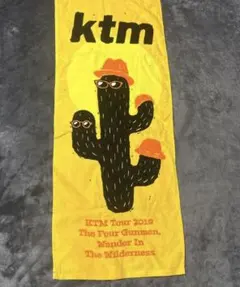 ktm
KTM Tour 2018
The Four Gunmen,
Wander In
The Wilderness